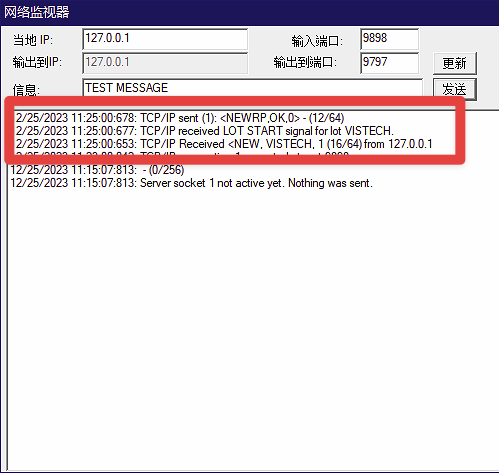 网络监视器
当地 IP: 127.0.0.1 输入端口: 9898
输出到IP: 127.0.0.1 输出到端口: 9797 更新
信息: TEST MESSAGE 发送
2/25/2023 11:25:00:678: TCP/IP sent (1): <NEWRP,OK,0> - (12/64)
2/25/2023 11:25:00:677: TCP/IP received LOT START signal for lot VISTECH.
2/25/2023 11:25:00:653: TCP/IP Received <NEW, VISTECH, 1 (16/64) from 127.0.0.1
12/25/2023 11:15:07:813: - (0/256)
12/25/2023 11:15:07:813: Server socket 1 not active yet. Nothing was sent.